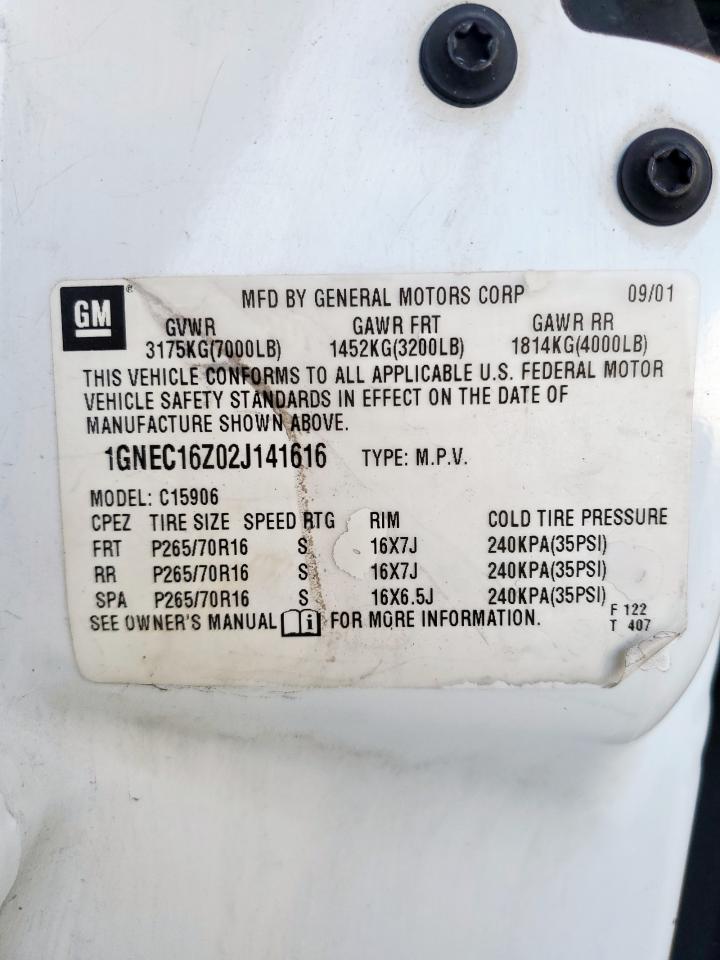 GM® MFD BY GENERAL MOTORS CORP 09/01
GVWR GAWR FRT GAWR RR
3175KG(7000LB) 1452KG(3200LB) 1814KG(4000LB)
THIS VEHICLE CONFORMS TO ALL APPLICABLE U.S. FEDERAL MOTOR
VEHICLE SAFETY STANDARDS IN EFFECT ON THE DATE OF
MANUFACTURE SHOWN ABOVE.
1GNEC16Z02J141616 TYPE: M.P.V.
MODEL: C15906
CPEZ TIRE SIZE SPEED RTG RIM COLD TIRE PRESSURE
FRT P265/70R16 S 16X7J 240KPA(35PSI)
RR P265/70R16 S 16X7J 240KPA(35PSI)
SPA P265/70R16 S 16X6.5J 240KPA(35PSI)
SEE OWNER'S MANUAL i FOR MORE INFORMATION. F 122
T 407